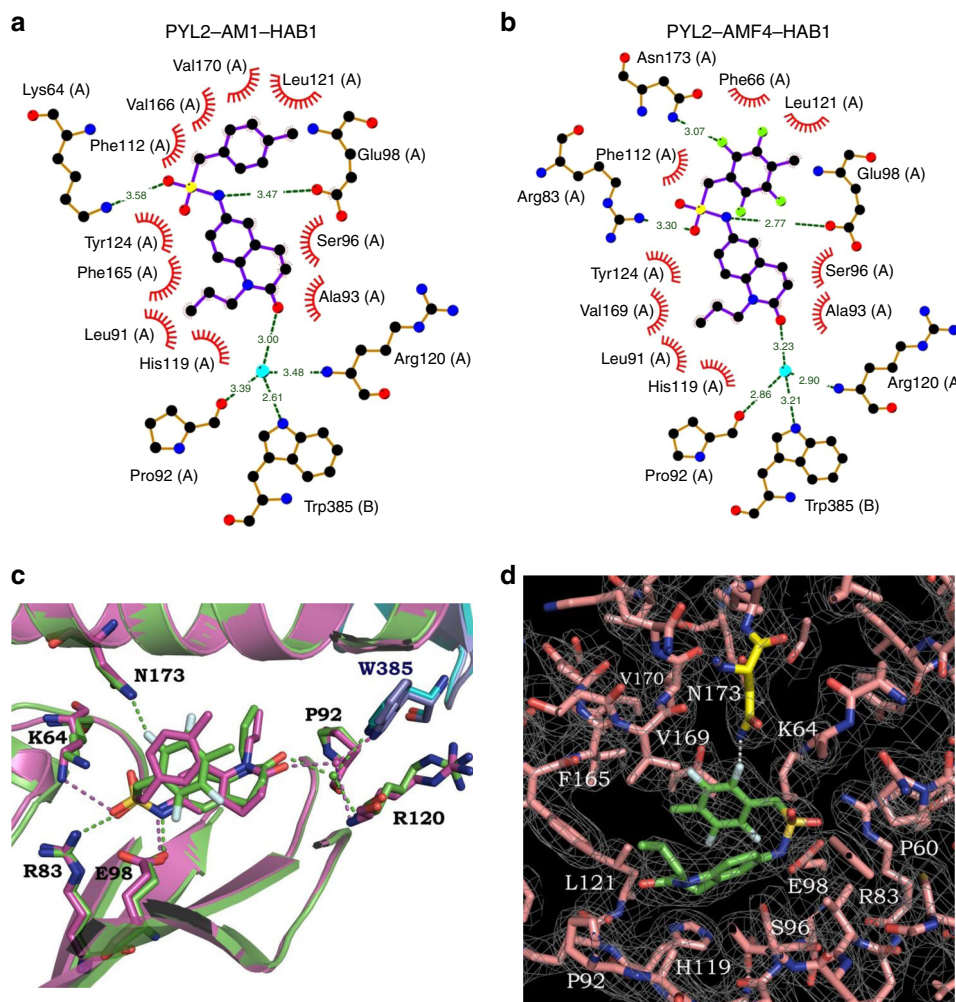 a
PYL2–AM1–HAB1
Val170 (A)
Leu121 (A)
Lys64 (A)
Val166 (A)
Phe112 (A)
Glu98 (A)
3.58
3.47
Tyr124 (A)
Ser96 (A)
Phe165 (A)
Ala93 (A)
Leu91 (A)
3.00
His119 (A)
3.48
Arg120 (A)
3.39
2.61
Pro92 (A)
Trp385 (B)
b
PYL2–AMF4–HAB1
Asn173 (A)
Phe66 (A)
Leu121 (A)
3.07
Phe112 (A)
Glu98 (A)
Arg83 (A)
3.30
2.77
Tyr124 (A)
Ser96 (A)
Val169 (A)
Ala93 (A)
3.23
Leu91 (A)
His119 (A)
2.90
Arg120 (A
2.86
3.21
Pro92 (A)
Trp385 (B)
c
N173
W385
K64
P92
R120
R83
E98
d
V170
N173
K64
V169
F165
P60
L121
E98
R83
S96
P92
H119